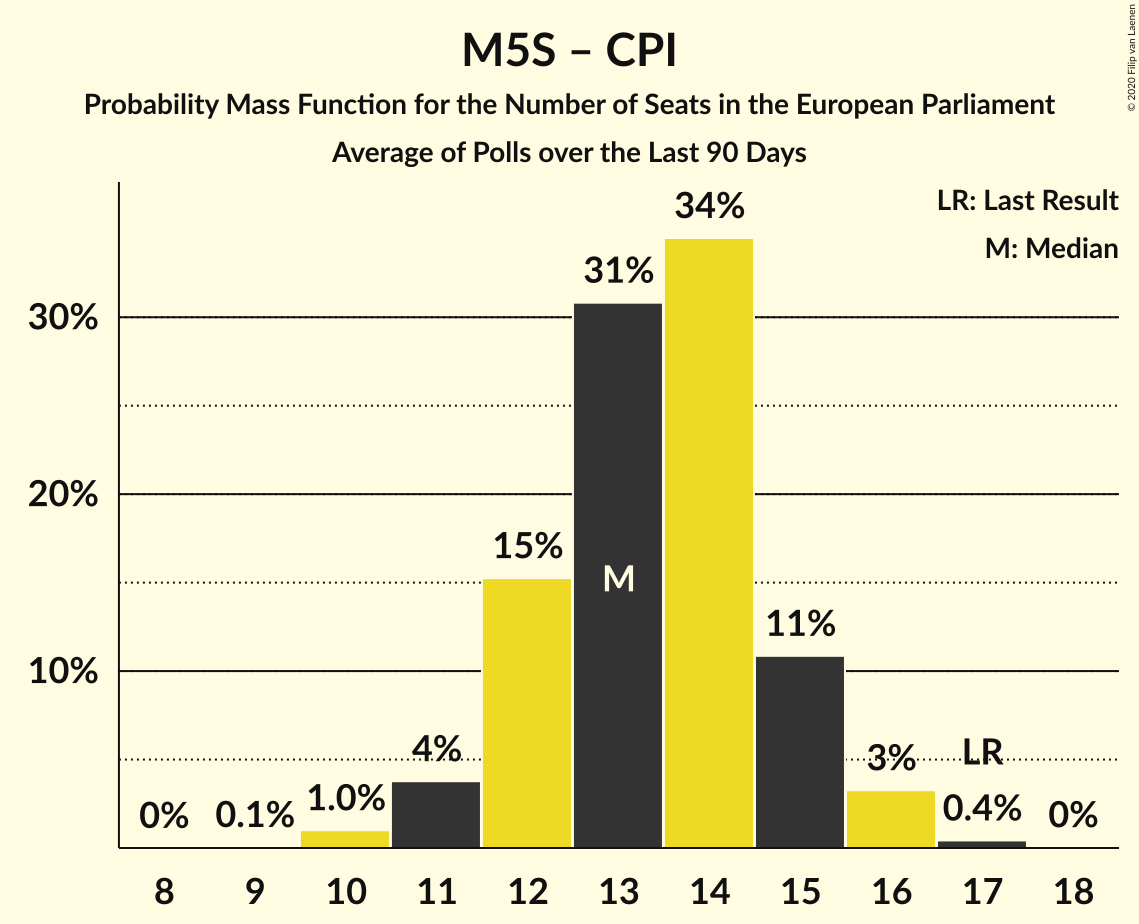 M5S – CPI
Probability Mass Function for the Number of Seats in the European Parliament
Average of Polls over the Last 90 Days
© 2020 Filip van Laenen
LR: Last Result
M: Median
34%
31%
30%
20%
15%
M
11%
10%
4%
3%
LR
1.0%
0%
0.1%
0.4%
0%
8 9 10 11 12 13 14 15 16 17 18